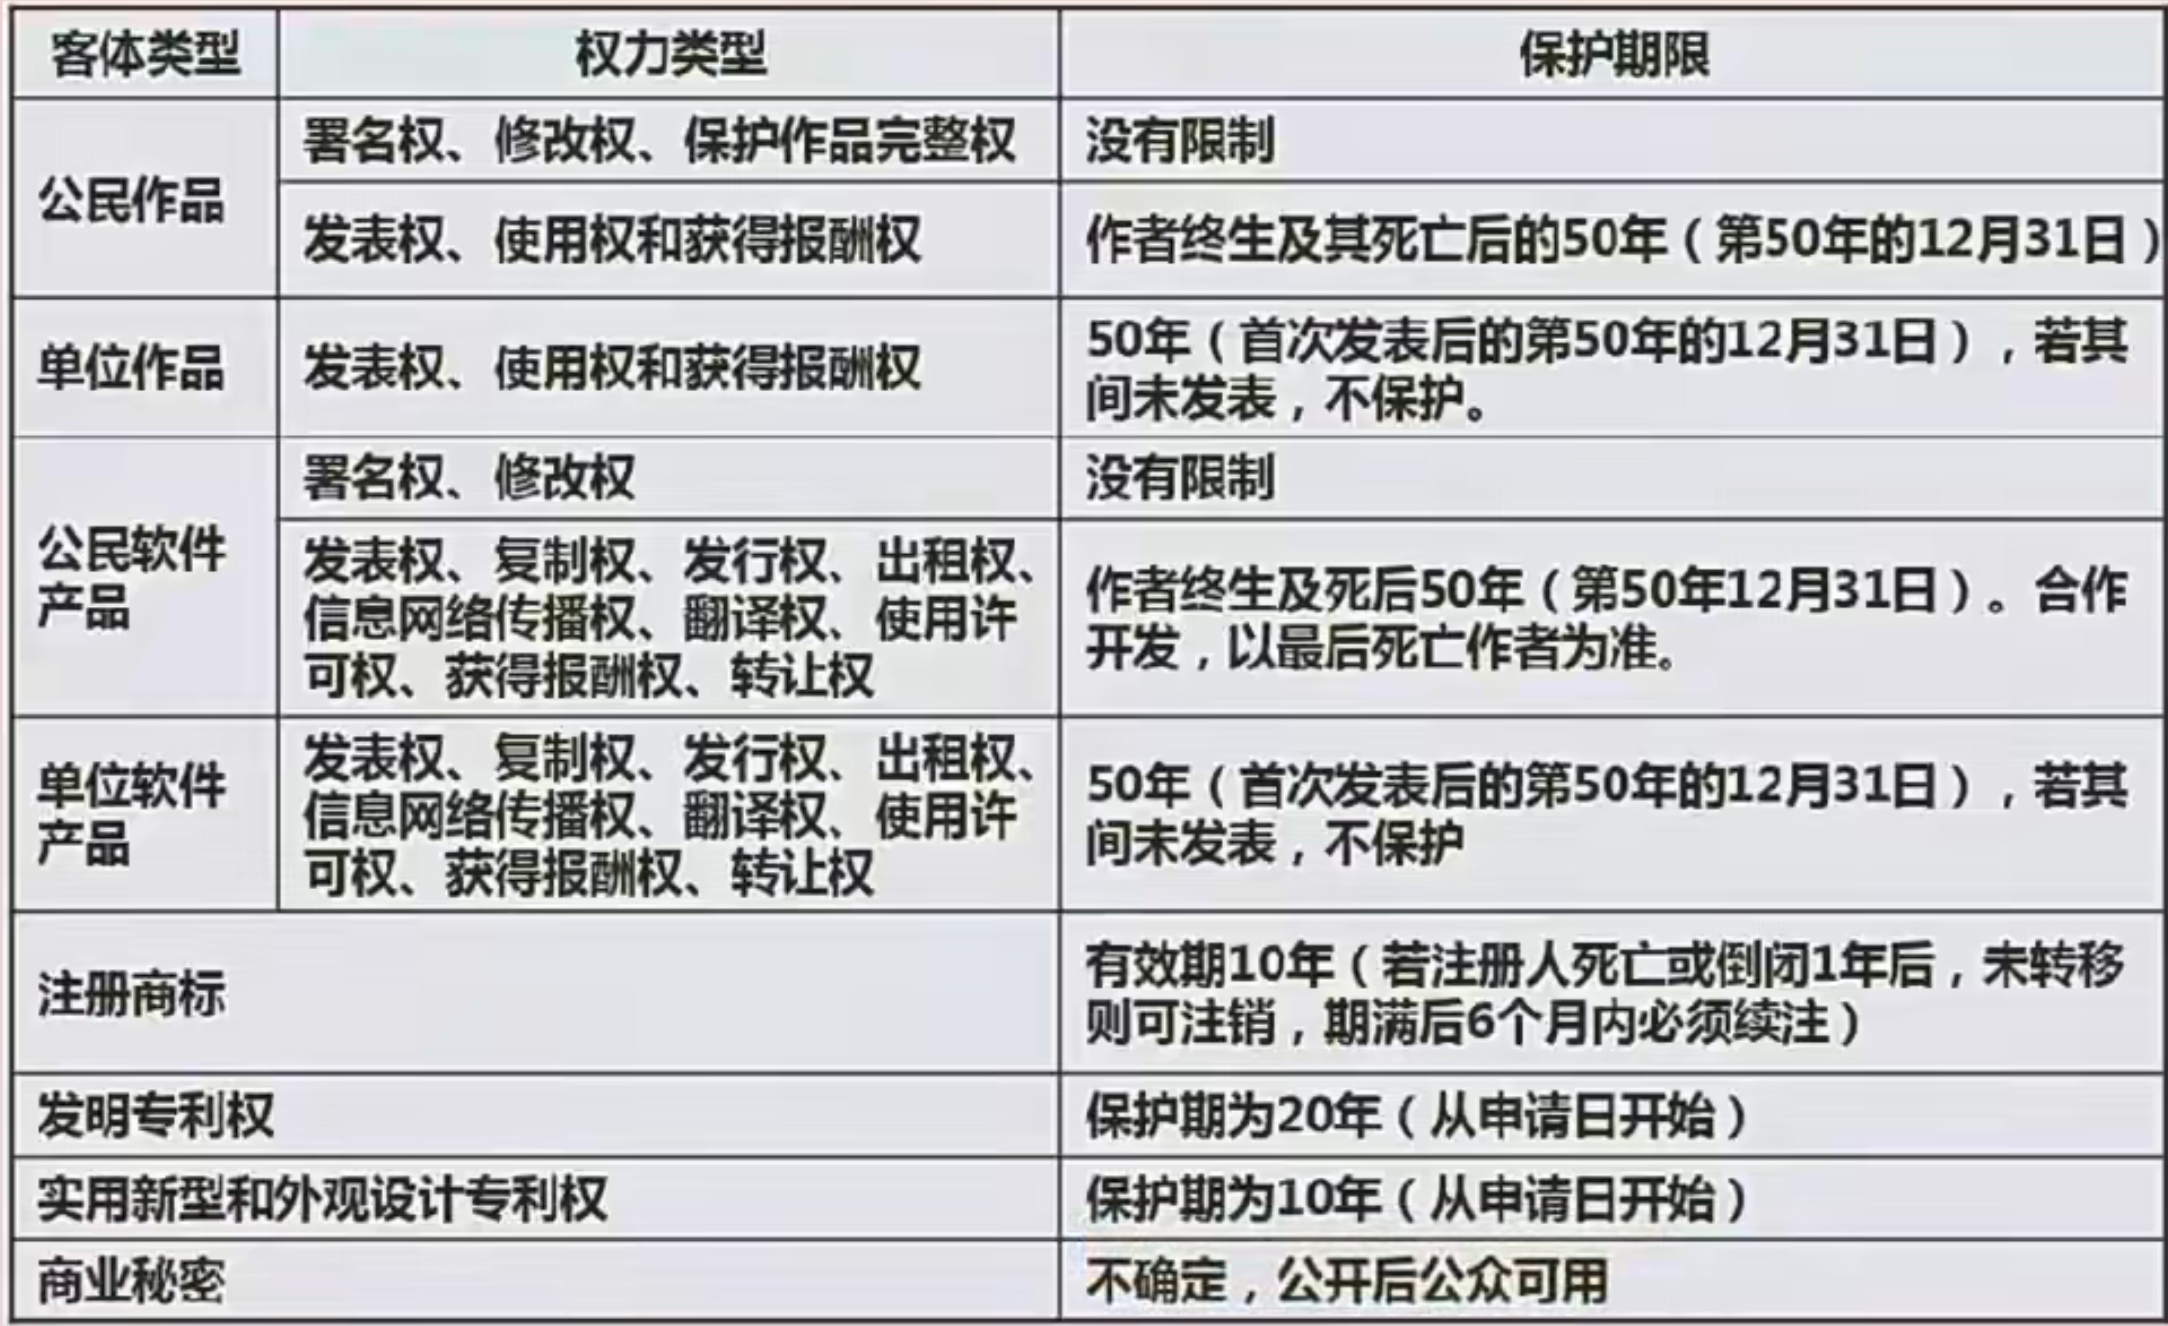 客体类型 权力类型 保护期限
公民作品
署名权、修改权、保护作品完整权 没有限制
发表权、使用权和获得报酬权 作者终生及其死亡后的50年（第50年的12月31日）
单位作品 发表权、使用权和获得报酬权
50年（首次发表后的第50年的12月31日），若其
间未发表，不保护。
公民软件
产品
署名权、修改权 没有限制
发表权、复制权、发行权、出租权、
信息网络传播权、翻译权、使用许
可权、获得报酬权、转让权
作者终生及死后50年（第50年12月31日）。合作
开发，以最后死亡作者为准。
单位软件
产品
发表权、复制权、发行权、出租权、
信息网络传播权、翻译权、使用许
可权、获得报酬权、转让权
50年（首次发表后的第50年的12月31日），若其
间未发表，不保护
注册商标
有效期10年（若注册人死亡或倒闭1年后，未转移
则可注销，期满后6个月内必须续注）
发明专利权 保护期为20年（从申请日开始）
实用新型和外观设计专利权 保护期为10年（从申请日开始）
商业秘密 不确定，公开后公众可用